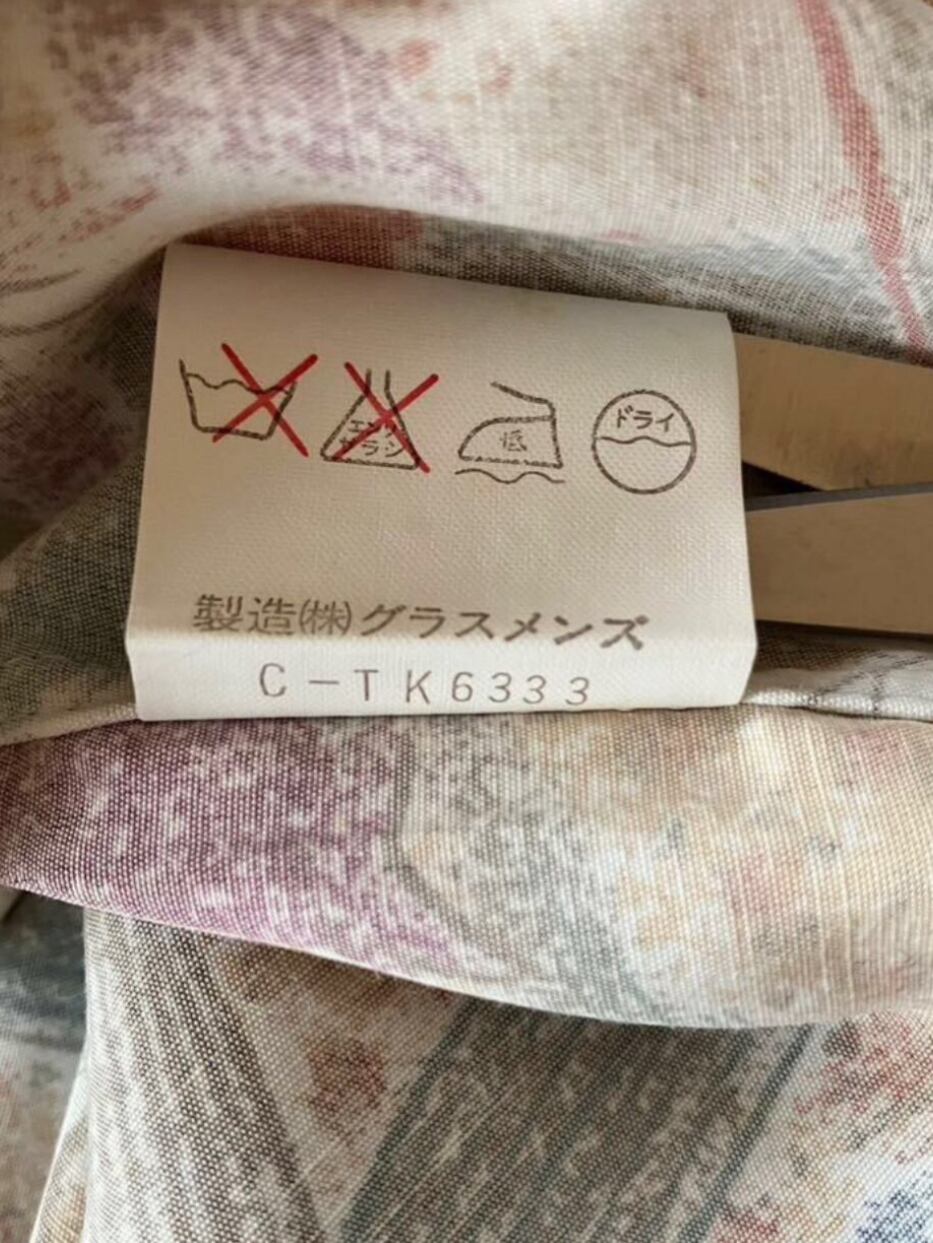 エンソ
サラシ
低
ドライ
製造(株)グラスメンズ
C-TK6333